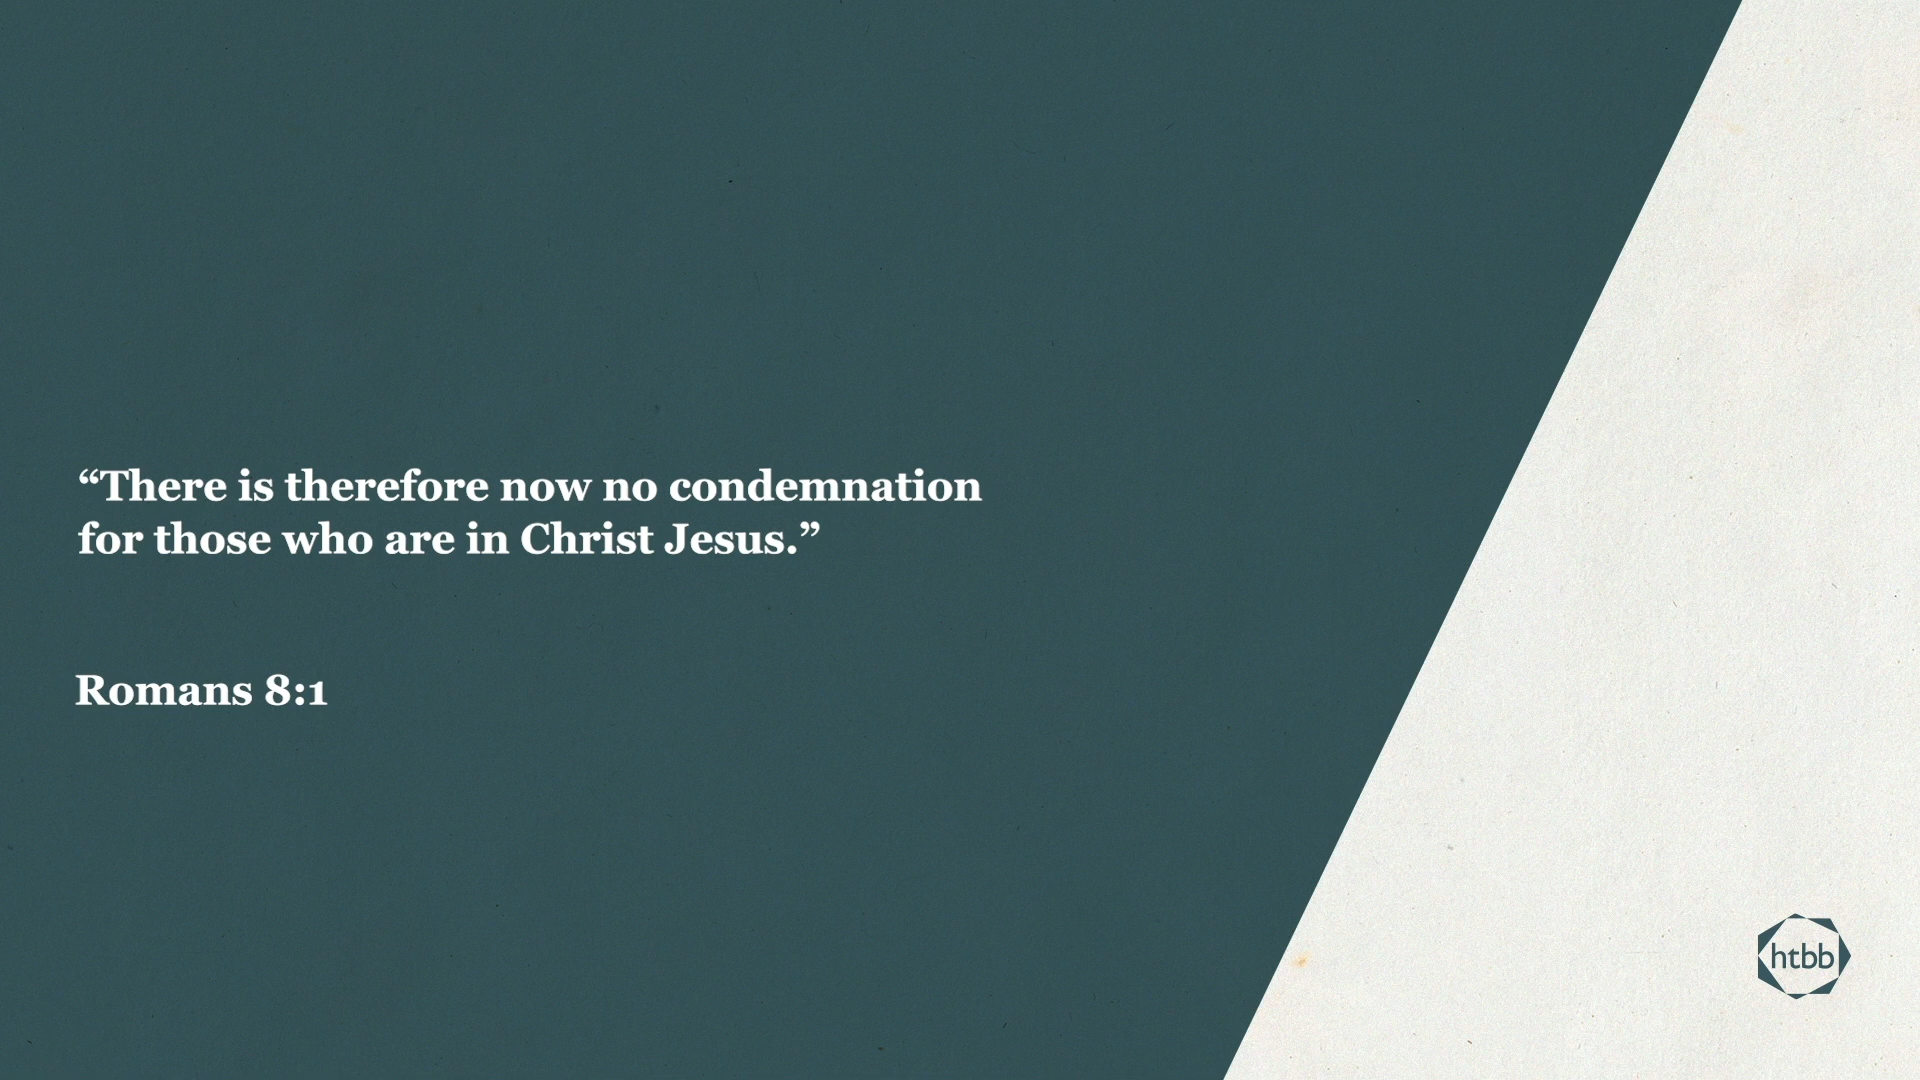 “There is therefore now no condemnation
for those who are in Christ Jesus.”
Romans 8:1
htbb